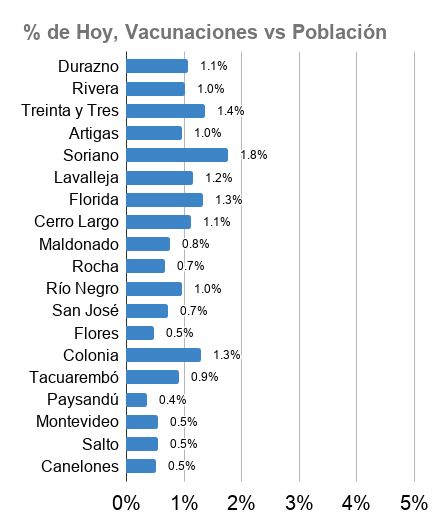 % de Hoy, Vacunaciones vs Población
Durazno 1.1%
Rivera 1.0%
Treinta y Tres 1.4%
Artigas 1.0%
Soriano 1.8%
Lavalleja 1.2%
Florida 1.3%
Cerro Largo 1.1%
Maldonado 0.8%
Rocha 0.7%
Río Negro 1.0%
San José 0.7%
Flores 0.5%
Colonia 1.3%
Tacuarembó 0.9%
Paysandú 0.4%
Montevideo 0.5%
Salto 0.5%
Canelones 0.5%
0% 1% 2% 3% 4% 5%